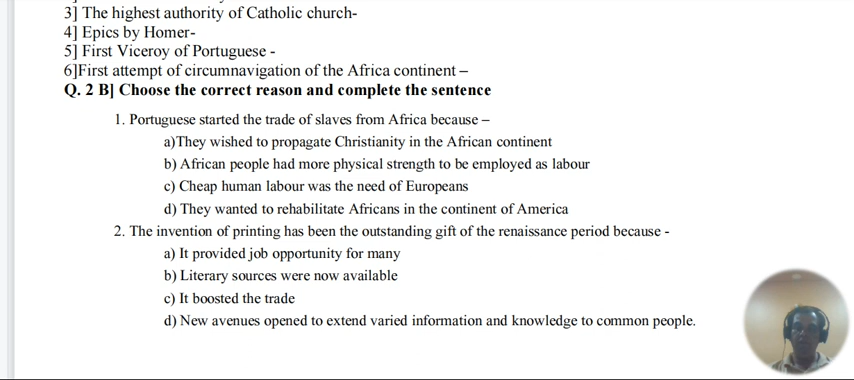 3] The highest authority of Catholic church-
4] Epics by Homer-
5] First Viceroy of Portuguese -
6]First attempt of circumnavigation of the Africa continent –
Q. 2 B] Choose the correct reason and complete the sentence
1. Portuguese started the trade of slaves from Africa because –
a)They wished to propagate Christianity in the African continent
b) African people had more physical strength to be employed as labour
c) Cheap human labour was the need of Europeans
d) They wanted to rehabilitate Africans in the continent of America
2. The invention of printing has been the outstanding gift of the renaissance period because -
a) It provided job opportunity for many
b) Literary sources were now available
c) It boosted the trade
d) New avenues opened to extend varied information and knowledge to common people.